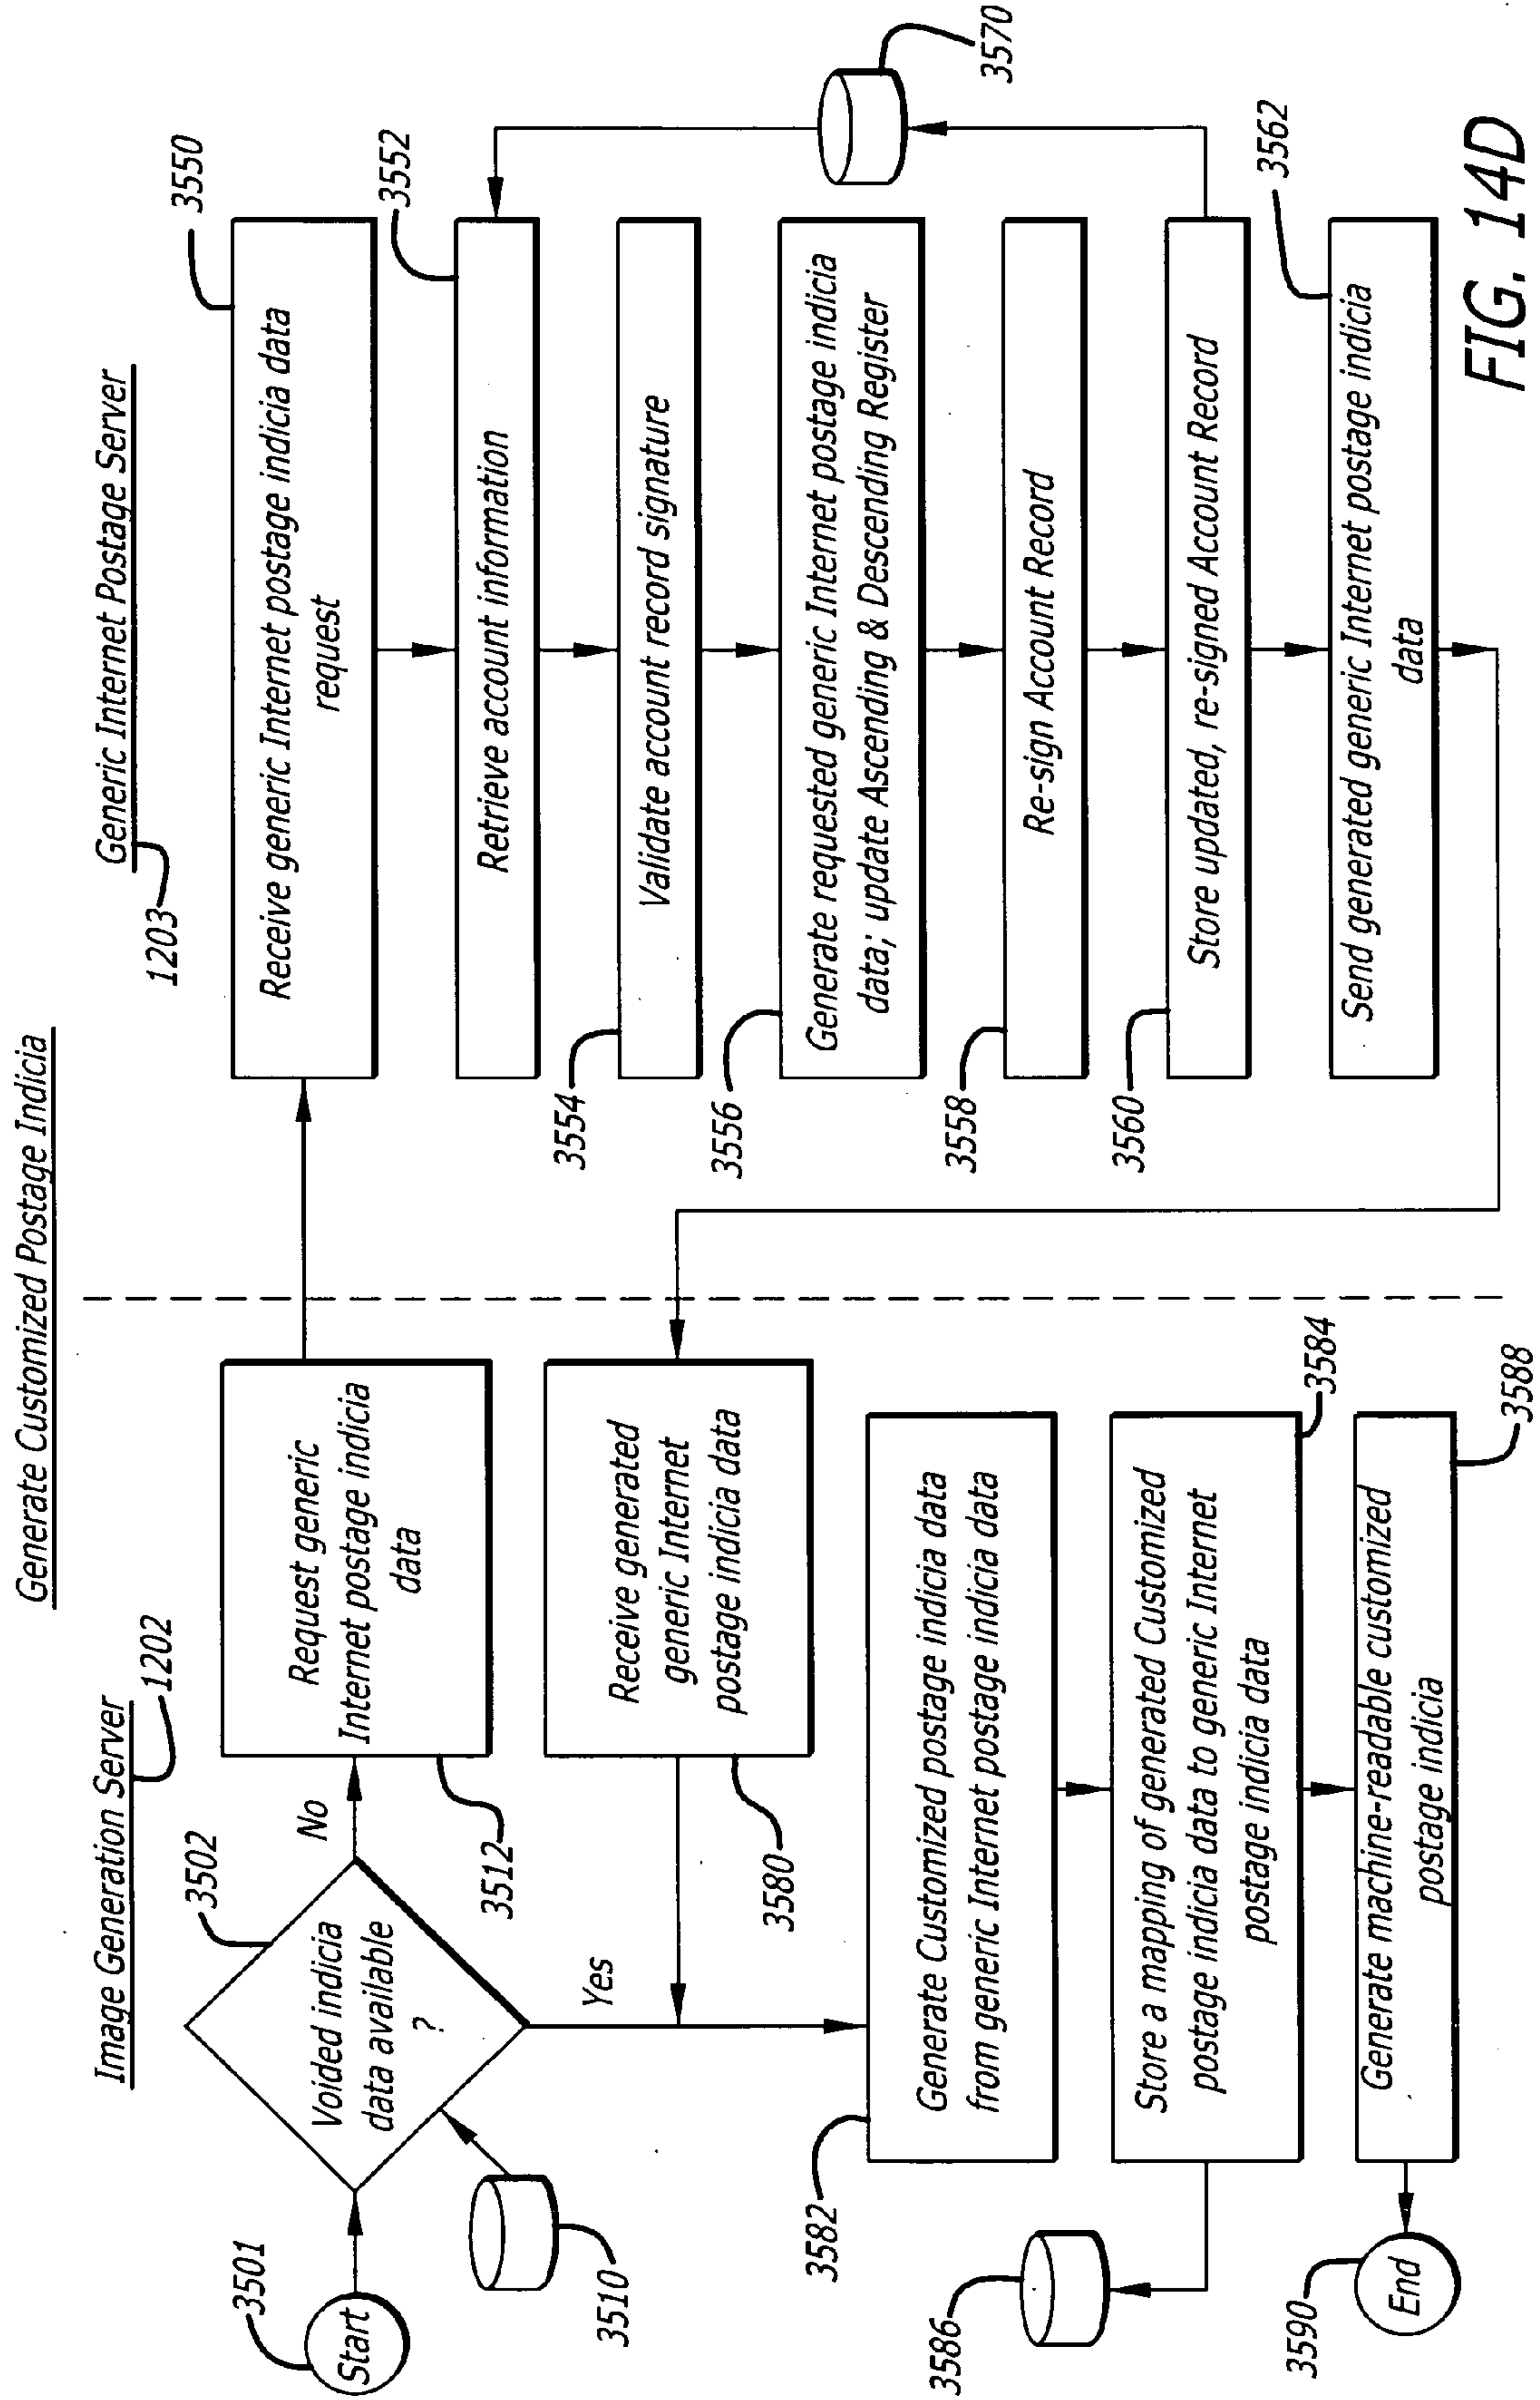 Generate Customized Postage Indicia
Image Generation Server
1202
3501
Start
3502
Voided indicia
data available
?
3510
No
Yes
Request generic
Internet postage indicia
data
3512
Receive generated
generic Internet
postage indicia data
3580
Generate Customized postage indicia data
from generic Internet postage indicia data
3582
Store a mapping of generated Customized
postage indicia data to generic Internet
postage indicia data
3584
3586
Generate machine-readable customized
postage indicia
3588
3590
End
Generic Internet Postage Server
1203
Receive generic Internet postage indicia data
request
3550
Retrieve account information
3552
Validate account record signature
3554
Generate requested generic Internet postage indicia
data; update Ascending & Descending Register
3556
Re-sign Account Record
3558
Store updated, re-signed Account Record
3560
3570
Send generated generic Internet postage indicia
data
3562
FIG. 14D